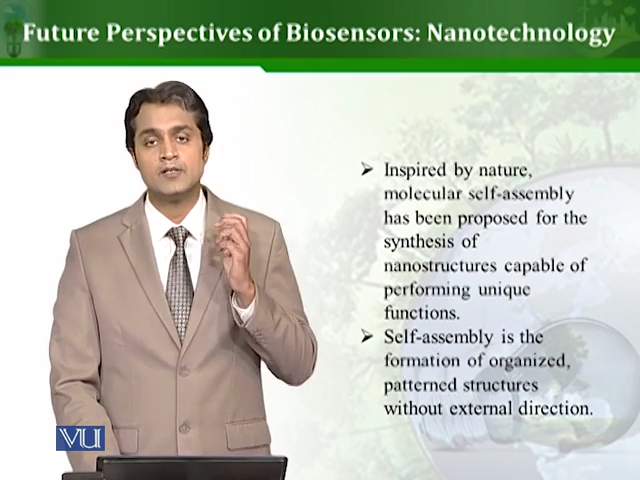 Future Perspectives of Biosensors: Nanotechnology
➢ Inspired by nature,
molecular self-assembly
has been proposed for the
synthesis of
nanostructures capable of
performing unique
functions.
➢ Self-assembly is the
formation of organized,
patterned structures
without external direction.
VU